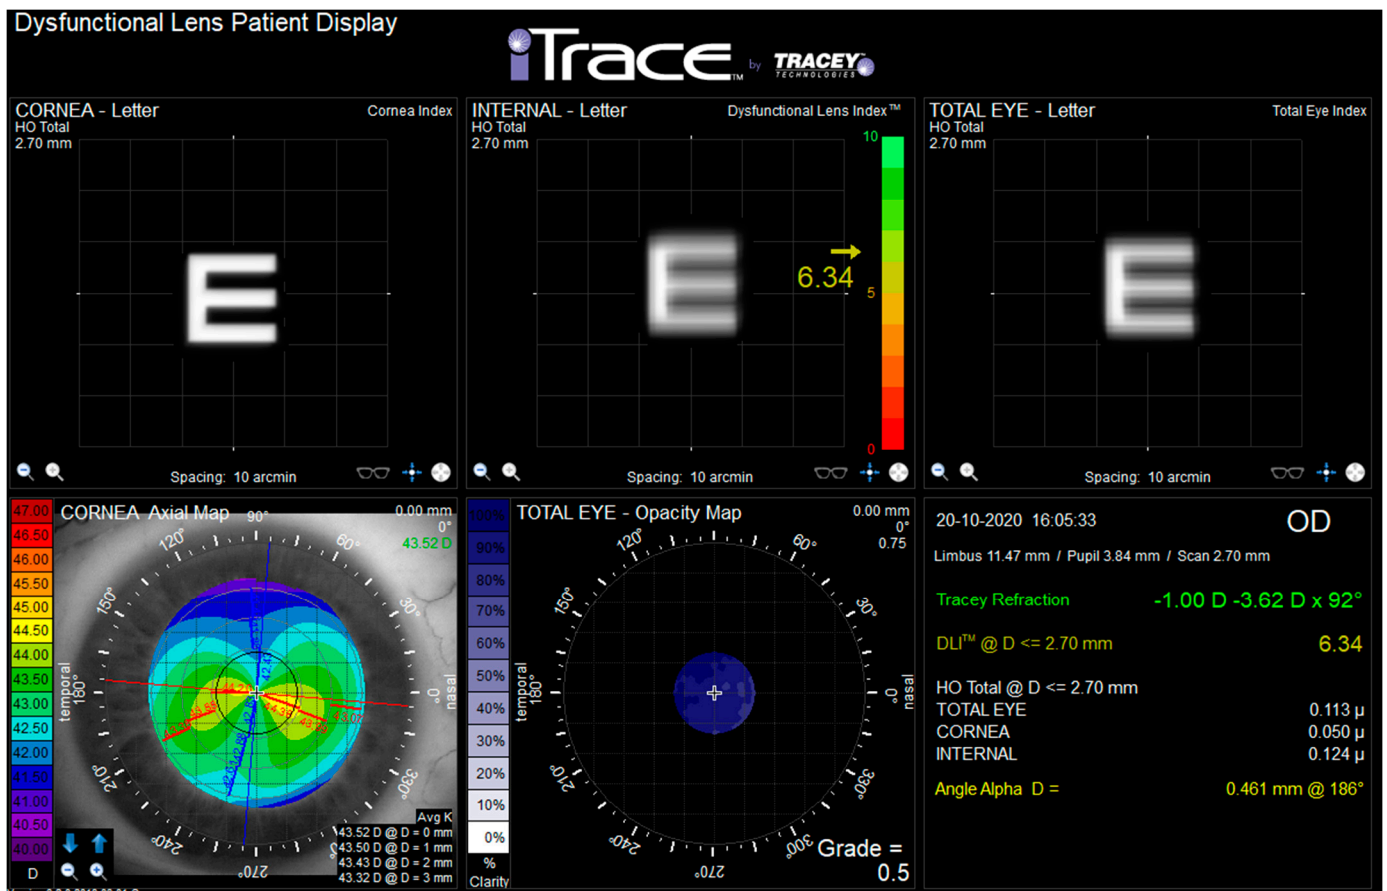 Dysfunctional Lens Patient Display
iTrace™ by TRACEY TECHNOLOGIES
CORNEA - Letter Cornea Index
HO Total
2.70 mm
Spacing: 10 arcmin
INTERNAL - Letter Dysfunctional Lens Index™
HO Total
2.70 mm
10
6.34
5
0
Spacing: 10 arcmin
TOTAL EYE - Letter Total Eye Index
HO Total
2.70 mm
Spacing: 10 arcmin
CORNEA Axial Map
0.00 mm
0°
43.52 D
47.00
46.50
46.00
45.50
45.00
44.50
44.00
43.50
43.00
42.50
42.00
41.50
41.00
40.50
40.00
D
90°
120° 60°
150° 30°
temporal 180° 0° nasal
210° 330°
240°
270°
Avg K
43.52 D @ D = 0 mm
43.50 D @ D = 1 mm
43.43 D @ D = 2 mm
43.32 D @ D = 3 mm
TOTAL EYE - Opacity Map
0.00 mm
0°
0.75
100%
90%
80%
70%
60%
50%
40%
30%
20%
10%
0%
%
Clarity
120° 60°
150° 30°
temporal 180° 0° nasal
210° 330°
240° 300°
270°
Grade =
0.5
20-10-2020 16:05:33 OD
Limbus 11.47 mm / Pupil 3.84 mm / Scan 2.70 mm
Tracey Refraction -1.00 D -3.62 D x 92°
DLI™ @ D <= 2.70 mm 6.34
HO Total @ D <= 2.70 mm
TOTAL EYE 0.113 µ
CORNEA 0.050 µ
INTERNAL 0.124 µ
Angle Alpha D = 0.461 mm @ 186°